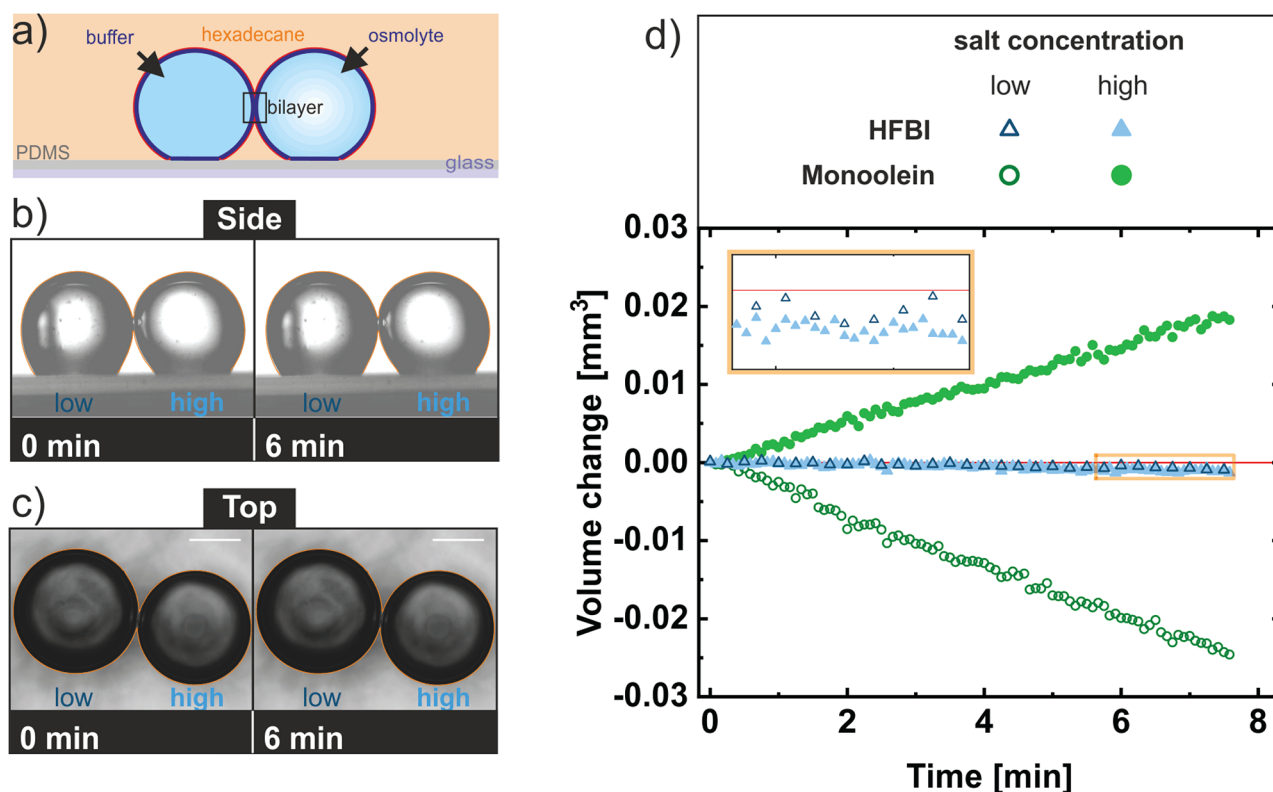 a)
buffer
hexadecane
osmolyte
bilayer
PDMS
glass
b)
Side
low
high
low
high
0 min
6 min
c)
Top
low
high
low
high
0 min
6 min
d)
salt concentration
low high
HFBI
Monoolein
0.03
0.02
0.01
0.00
-0.01
-0.02
-0.03
Volume change [mm³]
0 2 4 6 8
Time [min]